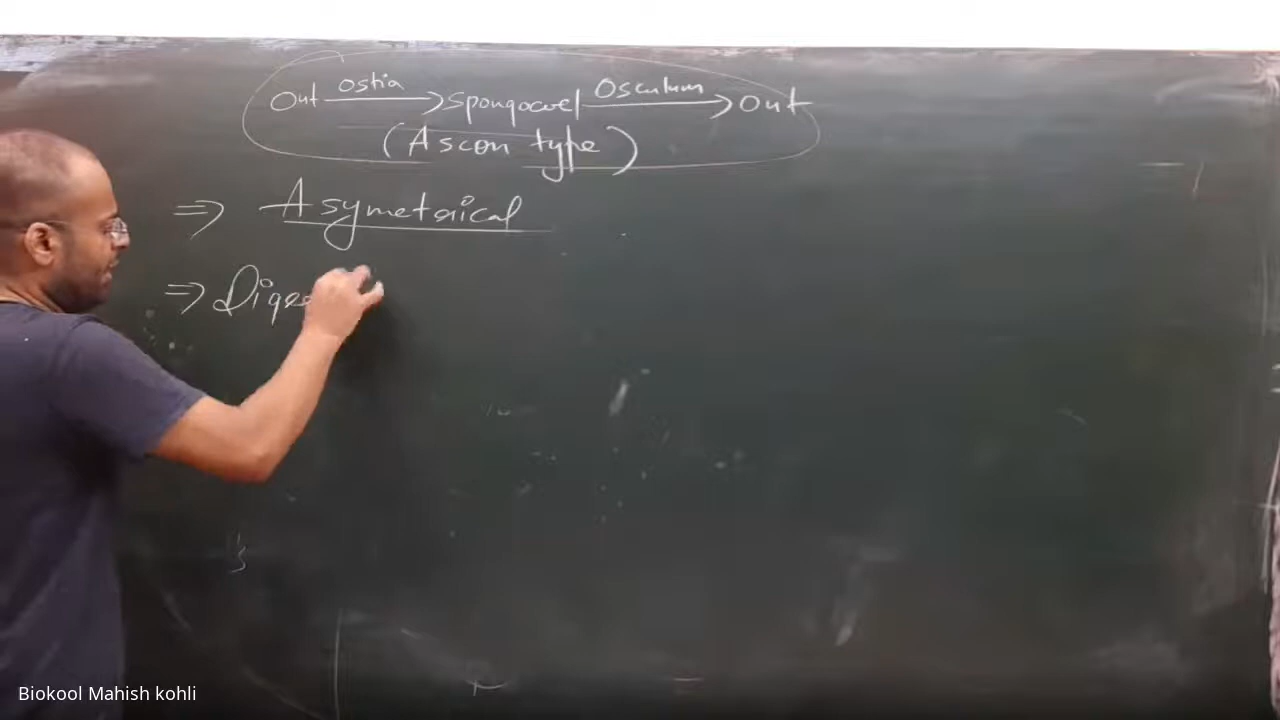 Out ostia → Spongocoel Osculum → Out
(Ascon type)
⇒ Asymetrical
⇒ Diges
Biokool Mahish kohli